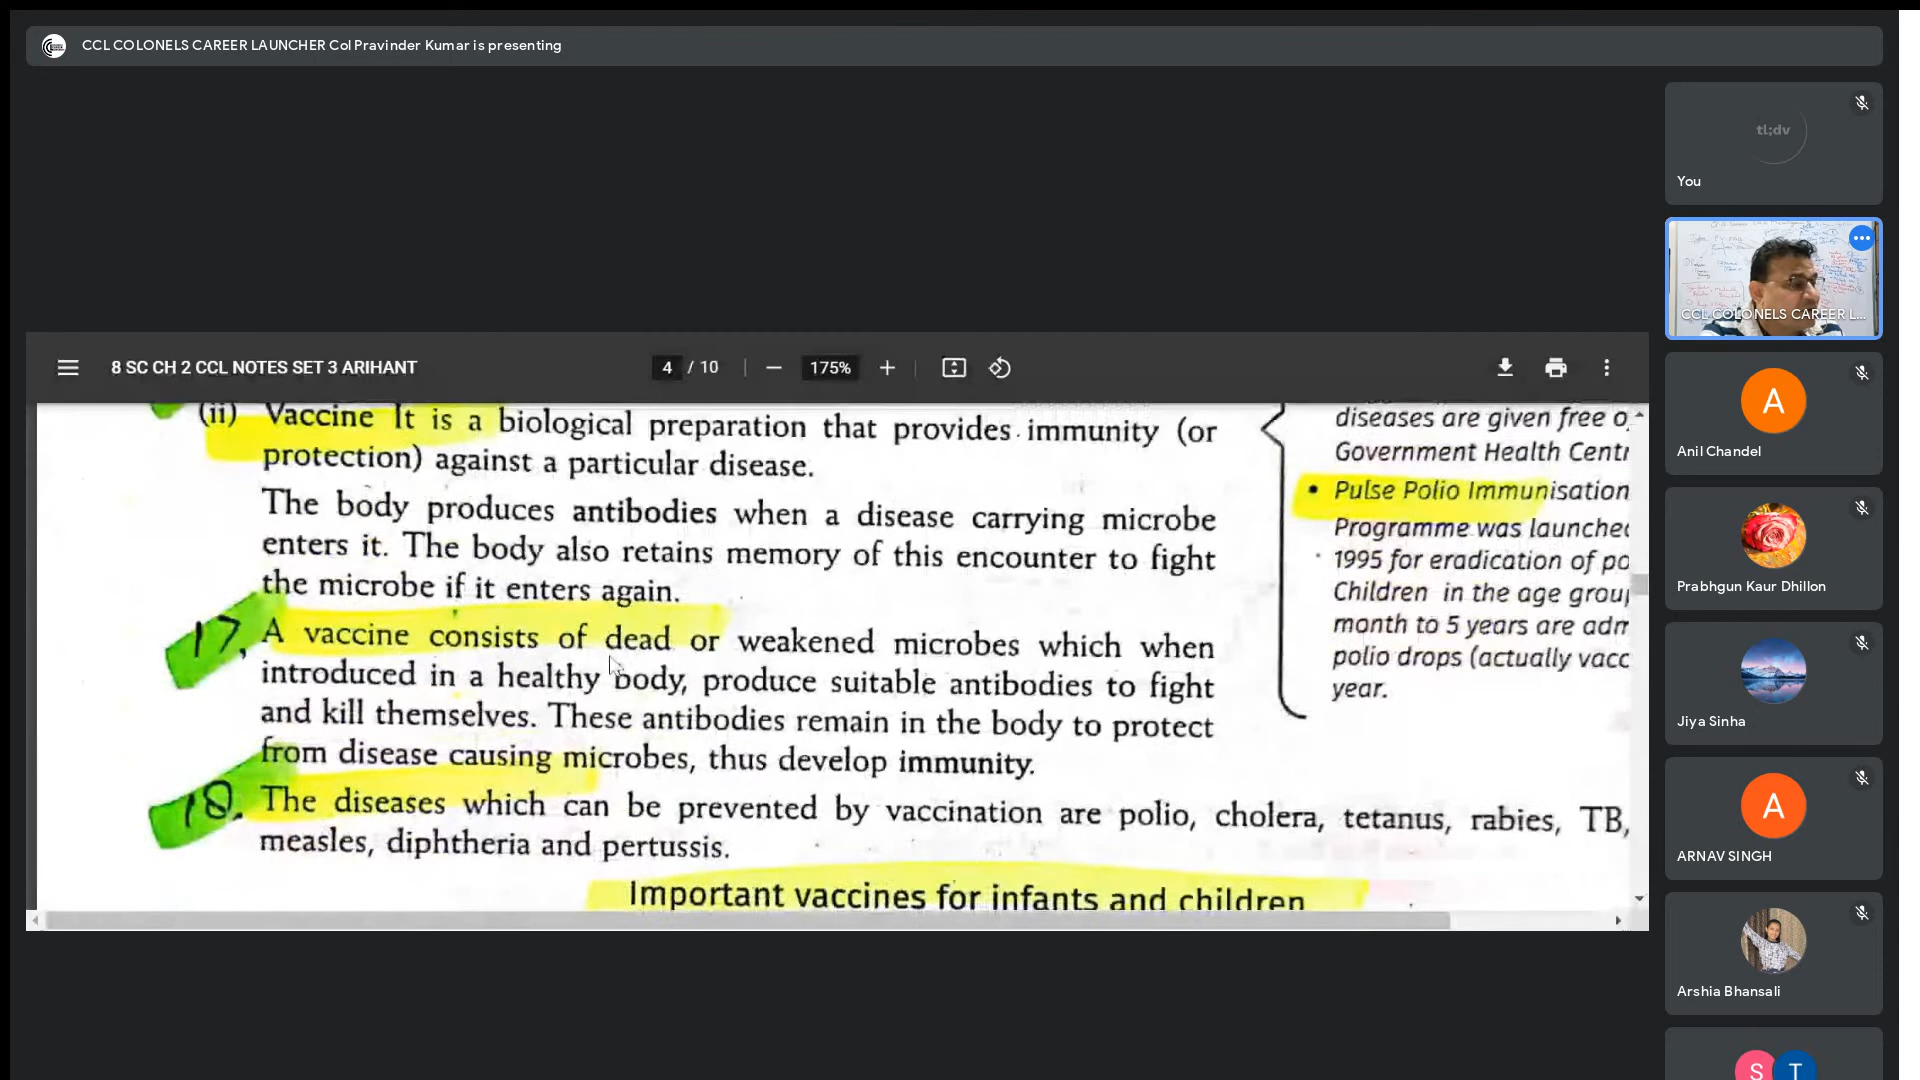 CCL COLONELS CAREER LAUNCHER Col Pravinder Kumar is presenting
8 SC CH 2 CCL NOTES SET 3 ARIHANT
4 / 10
175%
(ii) Vaccine It is a biological preparation that provides immunity (or
protection) against a particular disease.
The body produces antibodies when a disease carrying microbe
enters it. The body also retains memory of this encounter to fight
the microbe if it enters again.
17. A vaccine consists of dead or weakened microbes which when
introduced in a healthy body, produce suitable antibodies to fight
and kill themselves. These antibodies remain in the body to protect
from disease causing microbes, thus develop immunity.
18. The diseases which can be prevented by vaccination are polio, cholera, tetanus, rabies, TB,
measles, diphtheria and pertussis.
Important vaccines for infants and children
diseases are given free
Government Health
• Pulse Polio Immunisation
Programme was
1995 for eradication of
Children in the age
month to 5 years are
polio drops (actually
year.
tl;dv
You
CCL COLONELS CAREER L...
A
Anil Chandel
Prabhgun Kaur Dhillon
Jiya Sinha
A
ARNAV SINGH
Arshia Bhansali
S T